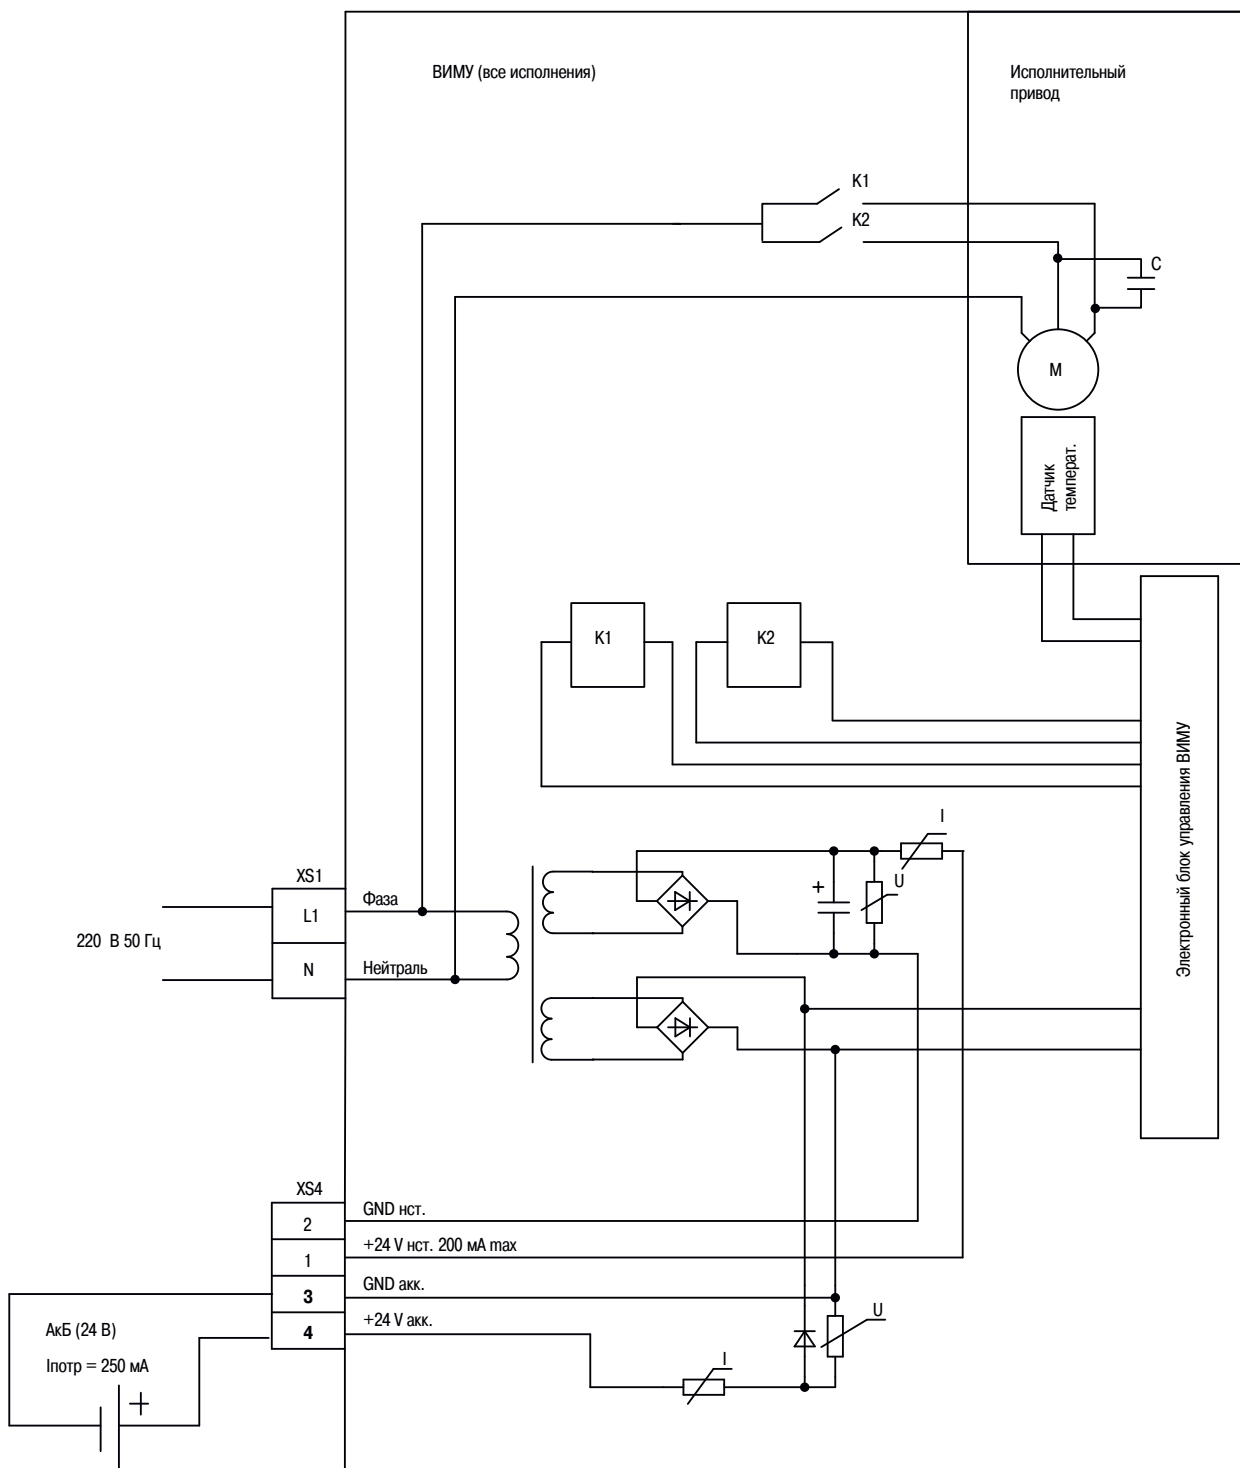 ВИМУ (все исполнения)
Исполнительный
привод
K1
K2
C
M
Датчик
температ.
K1
K2
Электронный блок управления ВИМУ
I
U
+
XS1
L1
Фаза
220 В 50 Гц
N
Нейтраль
XS4
2
GND нст.
1
+24 V нст. 200 мА max
3
GND акк.
4
+24 V акк.
АкБ (24 В)
Iпотр = 250 мА
+
U
I